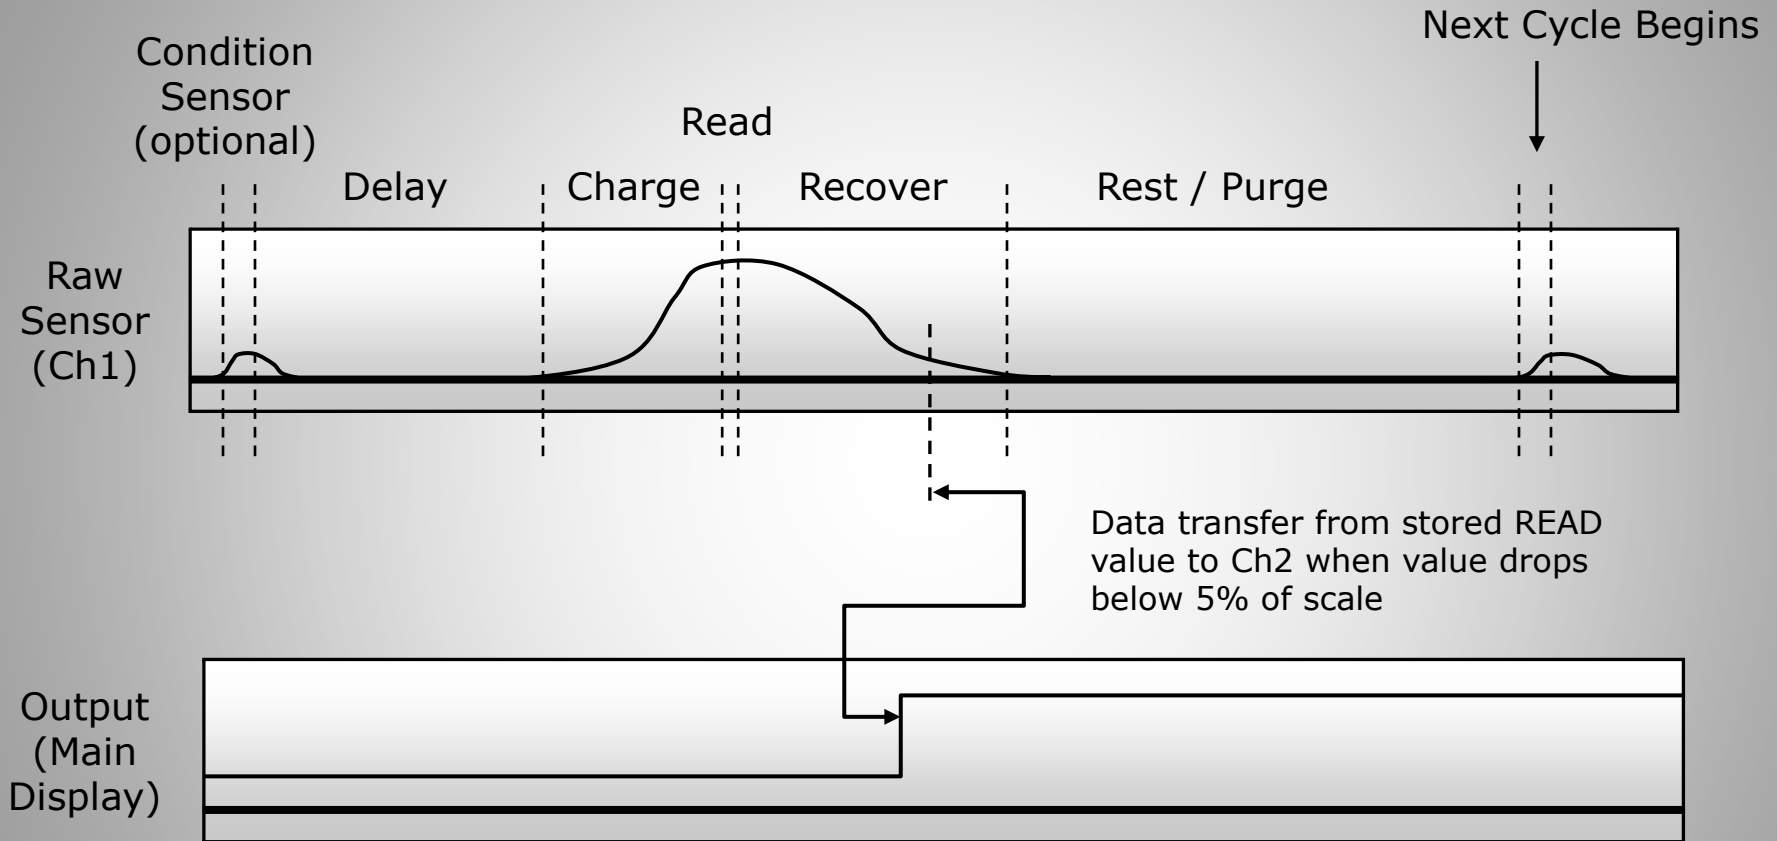 Next Cycle Begins
Condition
Sensor
(optional)
Read
Delay
Charge
Recover
Rest / Purge
Raw
Sensor
(Ch1)
Data transfer from stored READ
value to Ch2 when value drops
below 5% of scale
Output
(Main
Display)